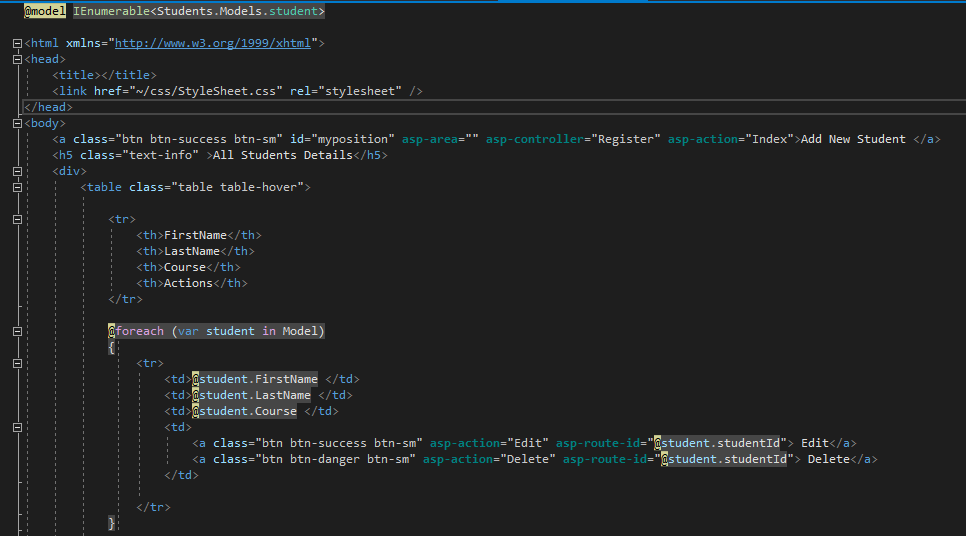 @model IEnumerable<Students.Models.student>
<html xmlns="http://www.w3.org/1999/xhtml">
<head>
<title></title>
<link href="~/css/StyleSheet.css" rel="stylesheet" />
</head>
<body>
<a class="btn btn-success btn-sm" id="myposition" asp-area="" asp-controller="Register" asp-action="Index">Add New Student </a>
<h5 class="text-info" >All Students Details</h5>
<div>
<table class="table table-hover">
<tr>
<th>FirstName</th>
<th>LastName</th>
<th>Course</th>
<th>Actions</th>
</tr>
@foreach (var student in Model)
{
<tr>
<td>@student.FirstName </td>
<td>@student.LastName </td>
<td>@student.Course </td>
<td>
<a class="btn btn-success btn-sm" asp-action="Edit" asp-route-id="@student.studentId"> Edit</a>
<a class="btn btn-danger btn-sm" asp-action="Delete" asp-route-id="@student.studentId"> Delete</a>
</td>
</tr>
}